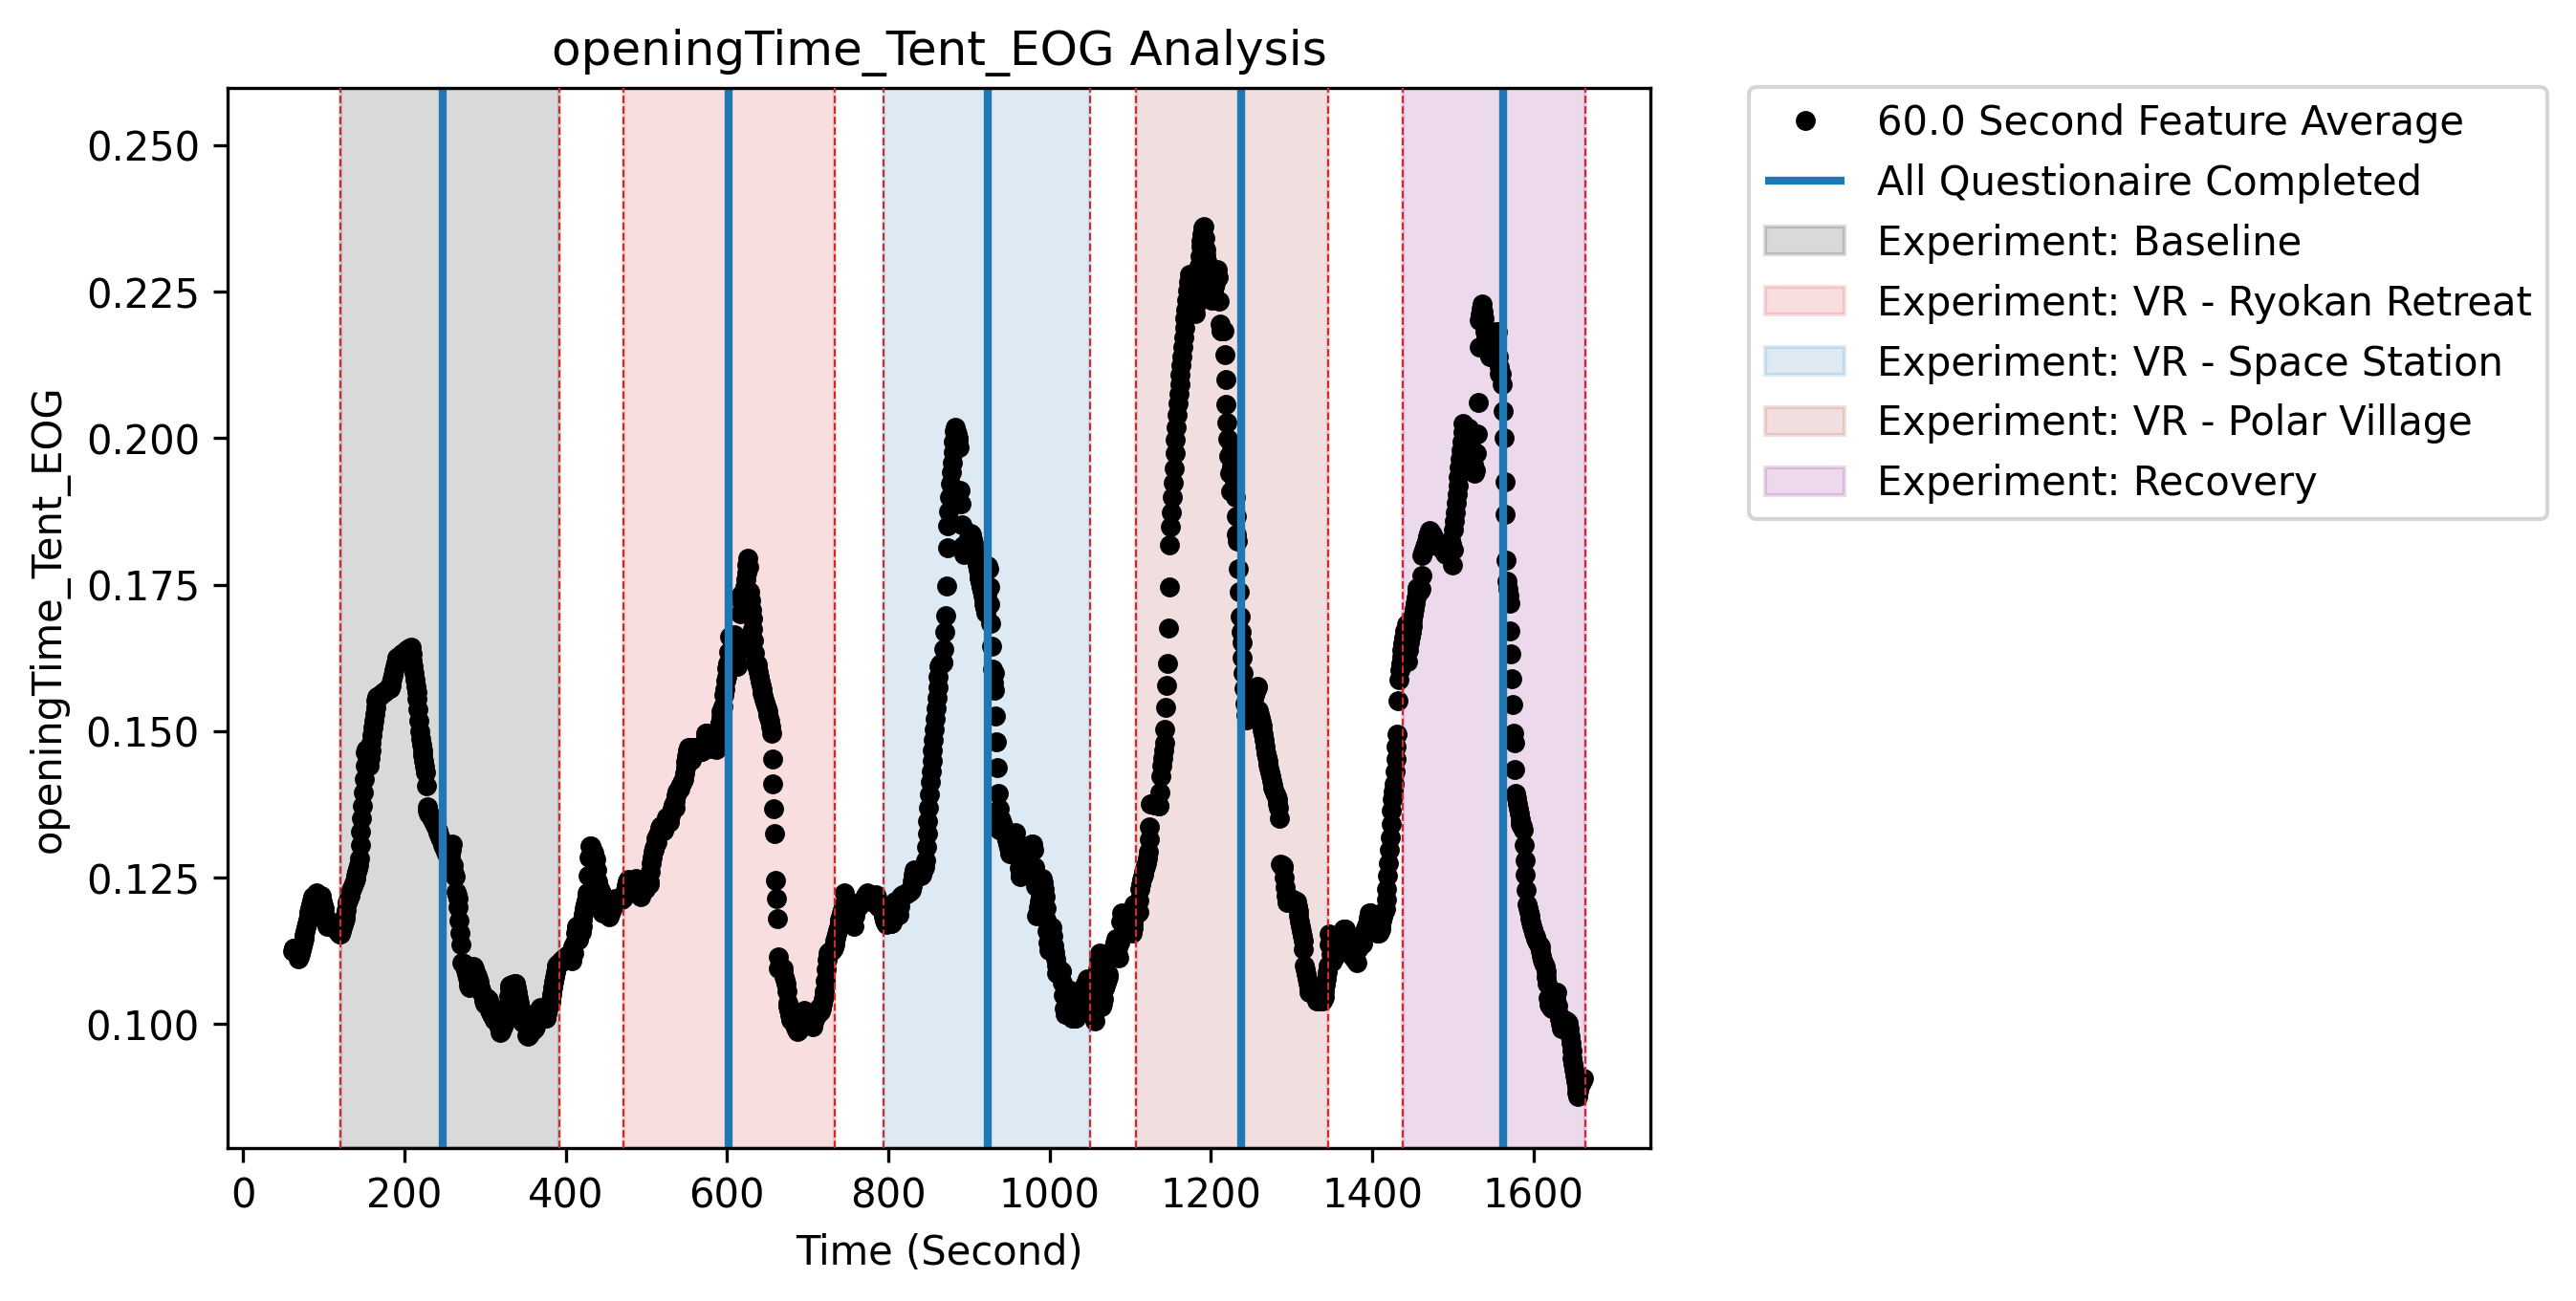 openingTime_Tent_EOG Analysis
openingTime_Tent_EOG
0.250
0.225
0.200
0.175
0.150
0.125
0.100
0 200 400 600 800 1000 1200 1400 1600
Time (Second)
60.0 Second Feature Average
All Questionaire Completed
Experiment: Baseline
Experiment: VR - Ryokan Retreat
Experiment: VR - Space Station
Experiment: VR - Polar Village
Experiment: Recovery